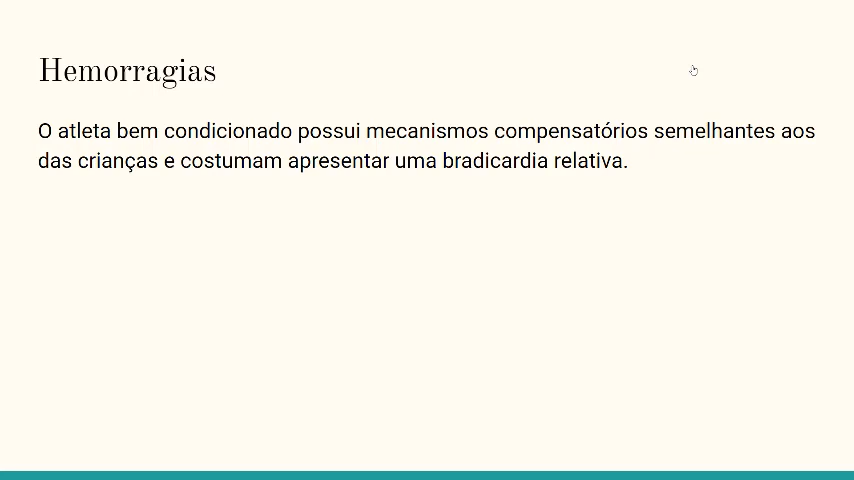 Hemorragias
O atleta bem condicionado possui mecanismos compensatórios semelhantes aos
das crianças e costumam apresentar uma bradicardia relativa.